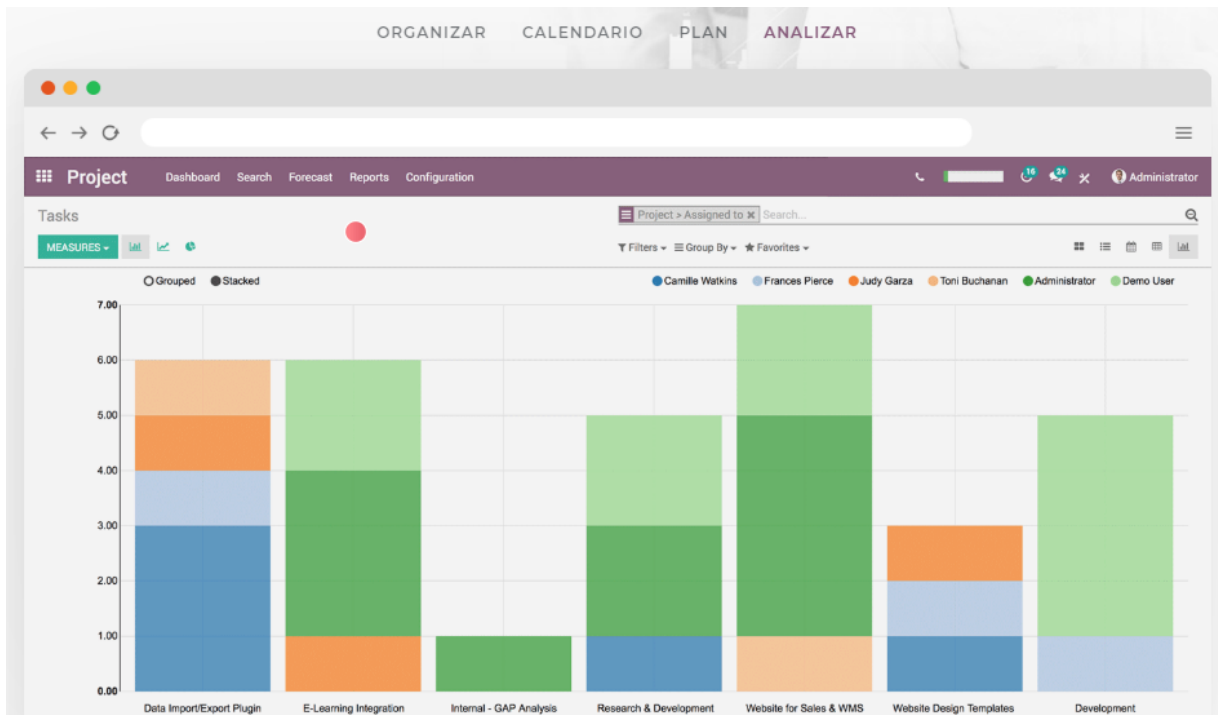 ORGANIZAR CALENDARIO PLAN ANALIZAR
Project Dashboard Search Forecast Reports Configuration 16 24 Administrator
Tasks Project > Assigned to × Search...
MEASURES Filters Group By Favorites
Grouped Stacked Camille Watkins Frances Pierce Judy Garza Toni Buchanan Administrator Demo User
7.00
6.00
5.00
4.00
3.00
2.00
1.00
0.00
Data Import/Export Plugin E-Learning Integration Internal - GAP Analysis Research & Development Website for Sales & WMS Website Design Templates Development